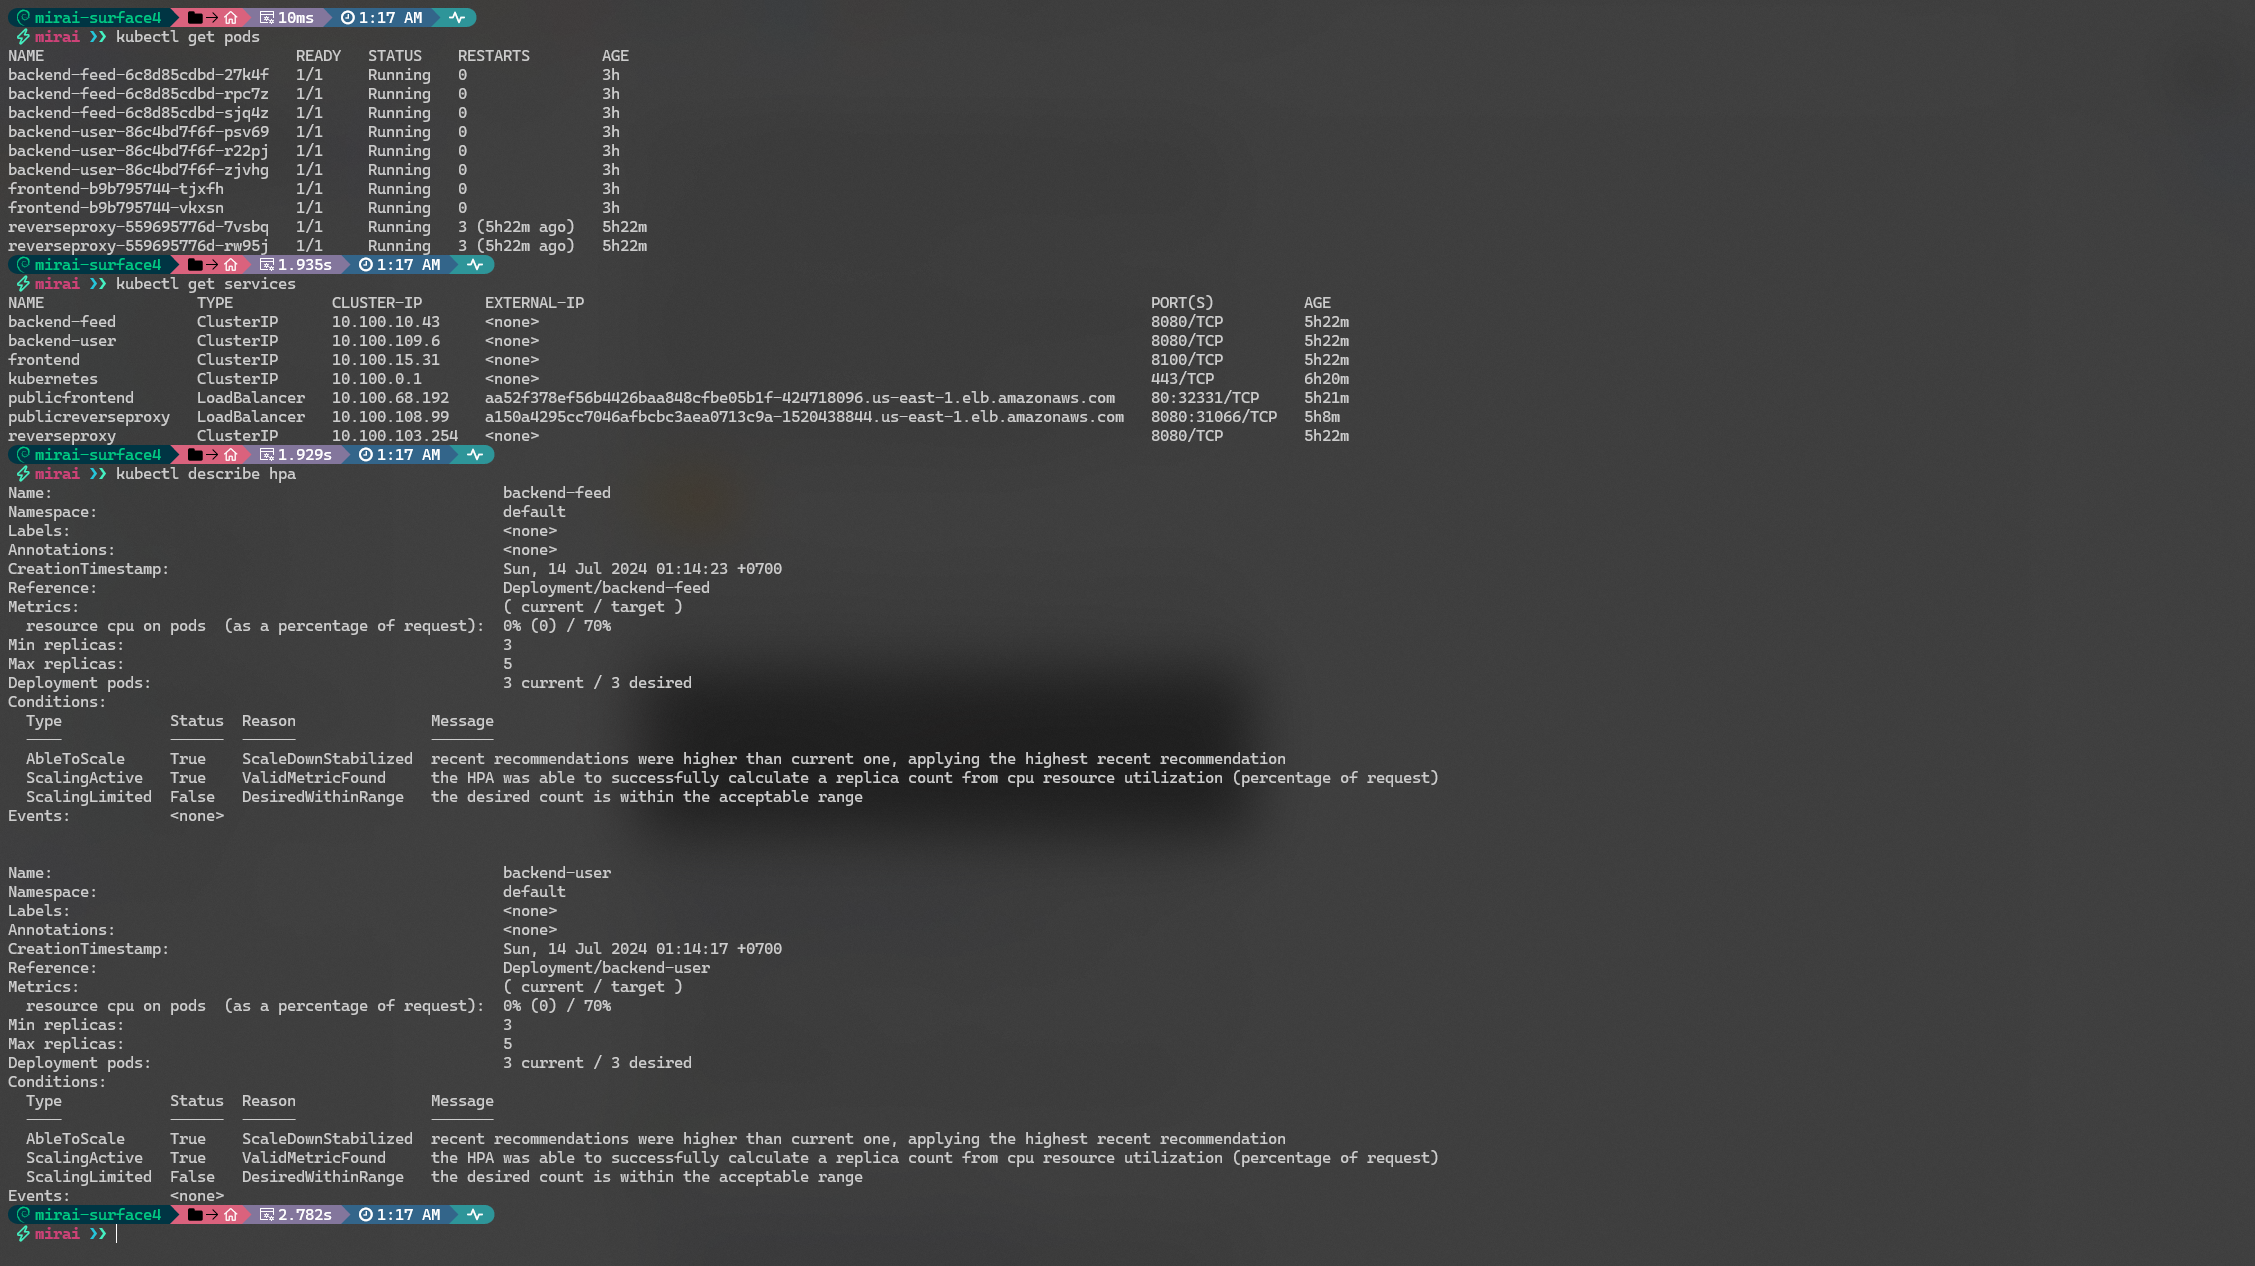 mirai-surface4 → 10ms 1:17 AM
mirai ❯❯ kubectl get pods
NAME READY STATUS RESTARTS AGE
backend-feed-6c8d85cdbd-27k4f 1/1 Running 0 3h
backend-feed-6c8d85cdbd-rpc7z 1/1 Running 0 3h
backend-feed-6c8d85cdbd-sjq4z 1/1 Running 0 3h
backend-user-86c4bd7f6f-psv69 1/1 Running 0 3h
backend-user-86c4bd7f6f-r22pj 1/1 Running 0 3h
backend-user-86c4bd7f6f-zjvhg 1/1 Running 0 3h
frontend-b9b795744-tjxfh 1/1 Running 0 3h
frontend-b9b795744-vkxsn 1/1 Running 0 3h
reverseproxy-559695776d-7vsbq 1/1 Running 3 (5h22m ago) 5h22m
reverseproxy-559695776d-rw95j 1/1 Running 3 (5h22m ago) 5h22m
mirai-surface4 → 1.935s 1:17 AM
mirai ❯❯ kubectl get services
NAME TYPE CLUSTER-IP EXTERNAL-IP PORT(S) AGE
backend-feed ClusterIP 10.100.10.43 <none> 8080/TCP 5h22m
backend-user ClusterIP 10.100.109.6 <none> 8080/TCP 5h22m
frontend ClusterIP 10.100.15.31 <none> 8100/TCP 5h22m
kubernetes ClusterIP 10.100.0.1 <none> 443/TCP 6h20m
publicfrontend LoadBalancer 10.100.68.192 aa52f378ef56b4426baa848cfbe05b1f-424718096.us-east-1.elb.amazonaws.com 80:32331/TCP 5h21m
publicreverseproxy LoadBalancer 10.100.108.99 a150a4295cc7046afbcbc3aea0713c9a-1520438844.us-east-1.elb.amazonaws.com 8080:31066/TCP 5h8m
reverseproxy ClusterIP 10.100.103.254 <none> 8080/TCP 5h22m
mirai-surface4 → 1.929s 1:17 AM
mirai ❯❯ kubectl describe hpa
Name: backend-feed
Namespace: default
Labels: <none>
Annotations: <none>
CreationTimestamp: Sun, 14 Jul 2024 01:14:23 +0700
Reference: Deployment/backend-feed
Metrics: ( current / target )
resource cpu on pods (as a percentage of request): 0% (0) / 70%
Min replicas: 3
Max replicas: 5
Deployment pods: 3 current / 3 desired
Conditions:
Type Status Reason Message
---- ------ ------ -------
AbleToScale True ScaleDownStabilized recent recommendations were higher than current one, applying the highest recent recommendation
ScalingActive True ValidMetricFound the HPA was able to successfully calculate a replica count from cpu resource utilization (percentage of request)
ScalingLimited False DesiredWithinRange the desired count is within the acceptable range
Events: <none>
Name: backend-user
Namespace: default
Labels: <none>
Annotations: <none>
CreationTimestamp: Sun, 14 Jul 2024 01:14:17 +0700
Reference: Deployment/backend-user
Metrics: ( current / target )
resource cpu on pods (as a percentage of request): 0% (0) / 70%
Min replicas: 3
Max replicas: 5
Deployment pods: 3 current / 3 desired
Conditions:
Type Status Reason Message
---- ------ ------ -------
AbleToScale True ScaleDownStabilized recent recommendations were higher than current one, applying the highest recent recommendation
ScalingActive True ValidMetricFound the HPA was able to successfully calculate a replica count from cpu resource utilization (percentage of request)
ScalingLimited False DesiredWithinRange the desired count is within the acceptable range
Events: <none>
mirai-surface4 → 2.782s 1:17 AM
mirai ❯❯